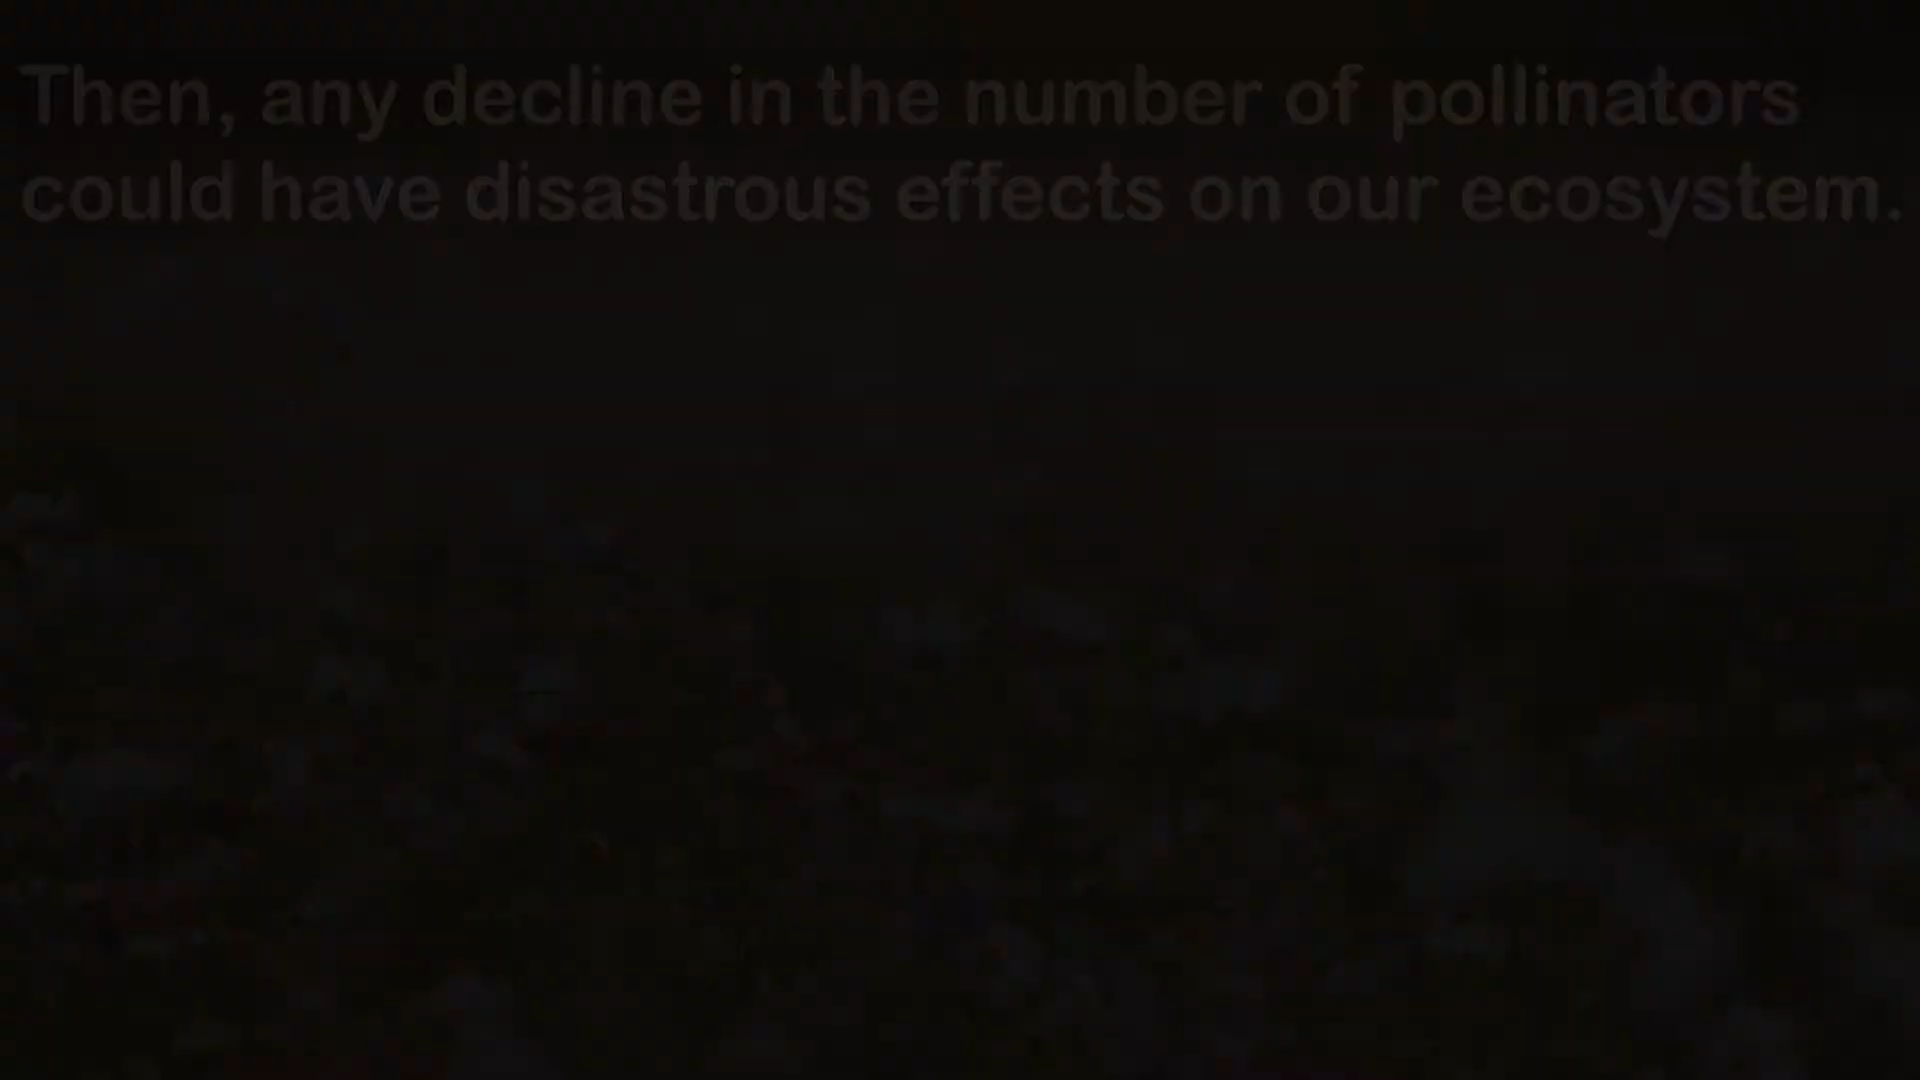 Then, any decline in the number of pollinators
could have disastrous effects on our ecosystem.